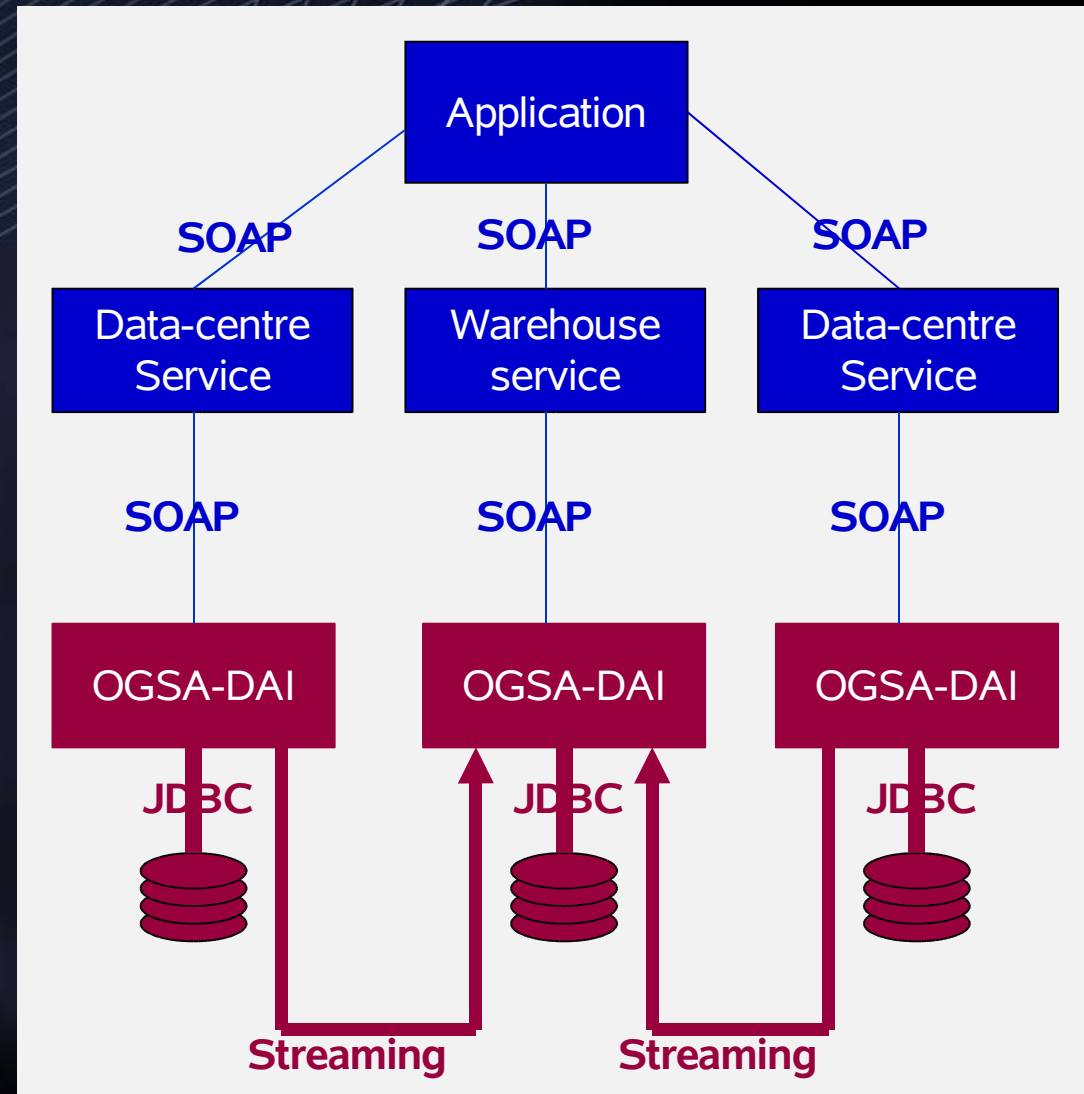 Application
SOAP SOAP SOAP
Data-centre Warehouse Data-centre
Service service Service
SOAP SOAP SOAP
OGSA-DAI OGSA-DAI OGSA-DAI
JDBC JDBC JDBC
Streaming Streaming